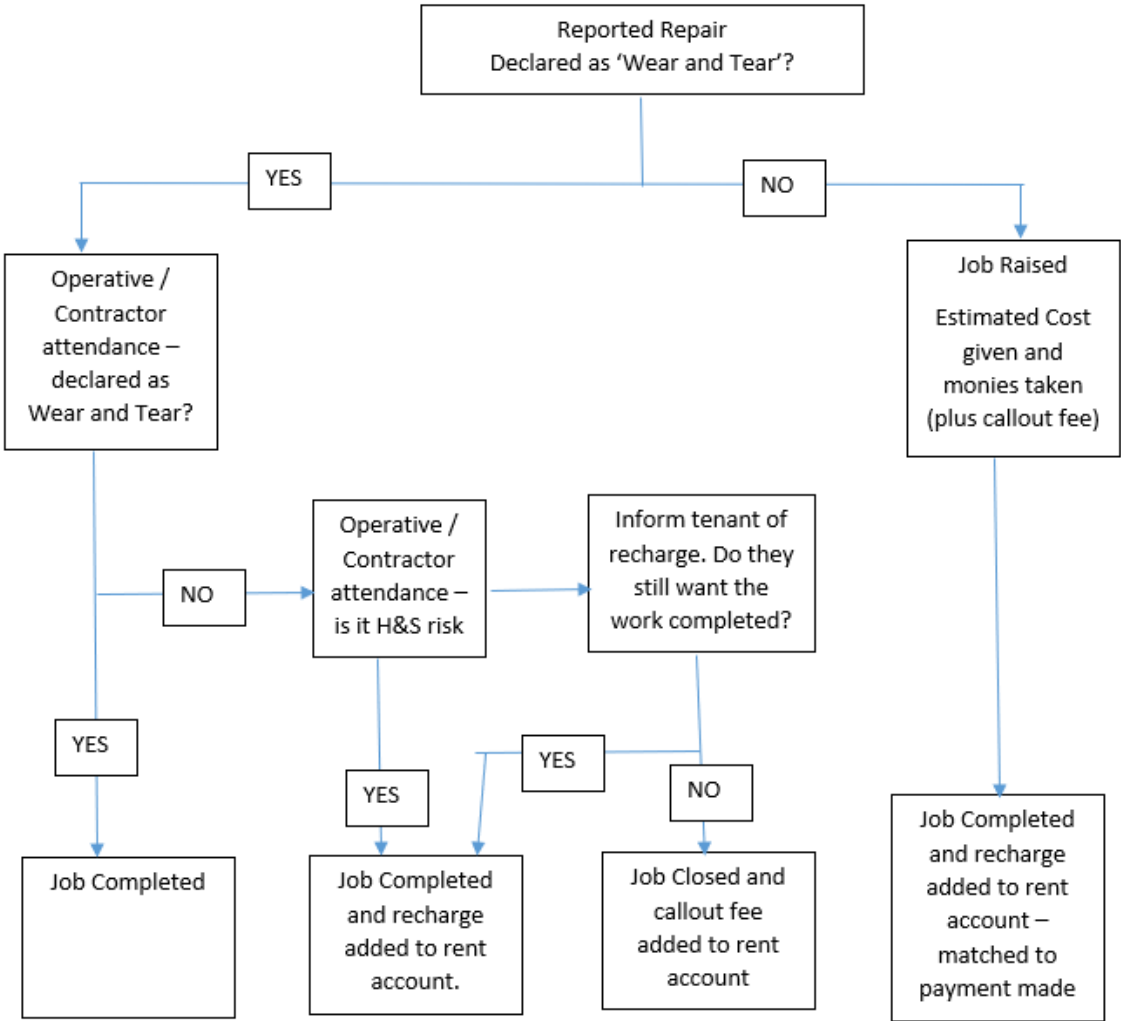 Reported Repair
Declared as ‘Wear and Tear’?
YES
NO
Operative /
Contractor
attendance –
declared as
Wear and Tear?
Job Raised
Estimated Cost
given and
monies taken
(plus callout fee)
NO
Operative /
Contractor
attendance –
is it H&S risk
Inform tenant of
recharge. Do they
still want the
work completed?
YES
YES
YES
NO
Job Completed
Job Completed
and recharge
added to rent
account.
Job Closed and
callout fee
added to rent
account
Job Completed
and recharge
added to rent
account –
matched to
payment made